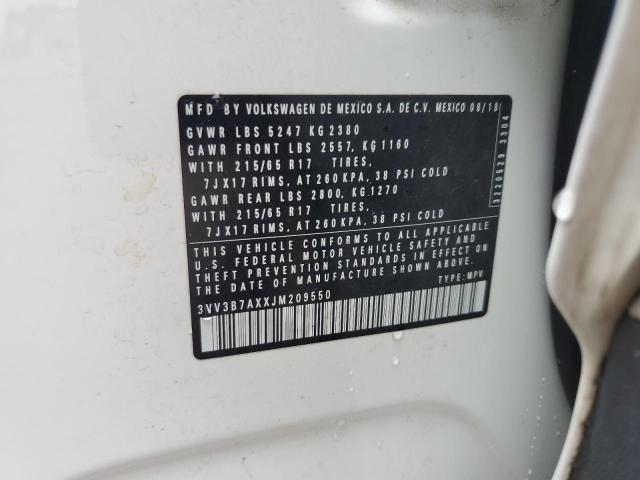 MFD BY VOLKSWAGEN DE MEXICO S.A. DE C.V. MEXICO 08/18
GVWR LBS 5247 KG 2380
GAWR FRONT LBS 2557, KG 1160
WITH 215/65 R17 TIRES,
7JX17 RIMS, AT 260 KPA, 38 PSI COLD
GAWR REAR LBS 2800, KG.1270
WITH 215/65 R17 TIRES,
7JX17 RIMS, AT 260 KPA, 38 PSI COLD
THIS VEHICLE CONFORMS TO ALL APPLICABLE
U.S. FEDERAL MOTOR VEHICLE SAFETY AND
THEFT PREVENTION STANDARDS IN EFFECT ON
THE DATE OF MANUFACTURE SHOWN ABOVE
3VV3B7AXXJM209550 TYPE: MPV
3220529 3304